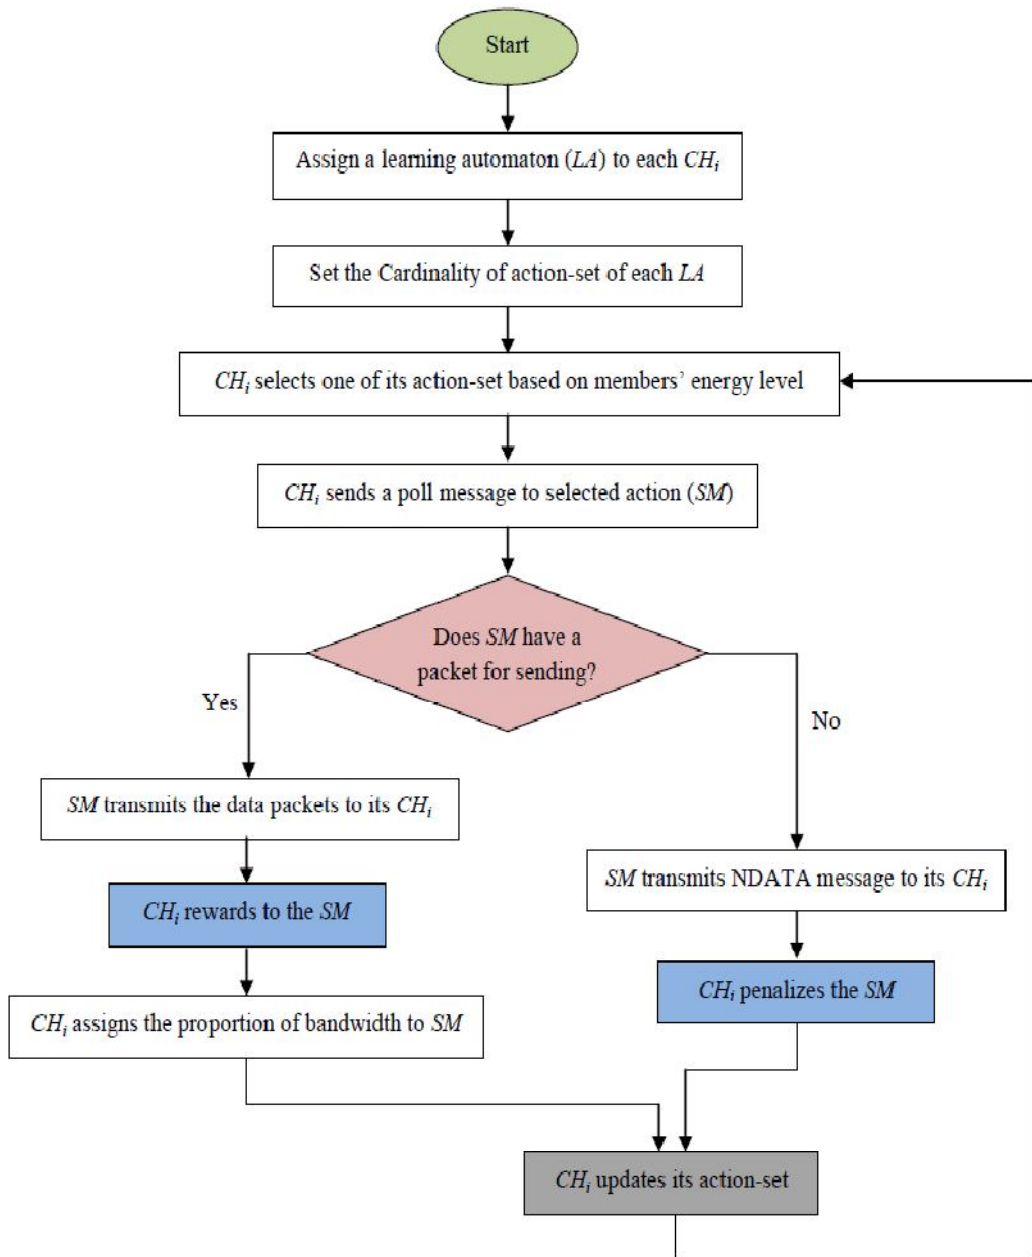 Start
Assign a learning automaton (LA) to each CHi
Set the Cardinality of action-set of each LA
CHi selects one of its action-set based on members’ energy level
CHi sends a poll message to selected action (SM)
Does SM have a
packet for sending?
Yes
No
SM transmits the data packets to its CHi
SM transmits NDATA message to its CHi
CHi rewards to the SM
CHi penalizes the SM
CHi assigns the proportion of bandwidth to SM
CHi updates its action-set